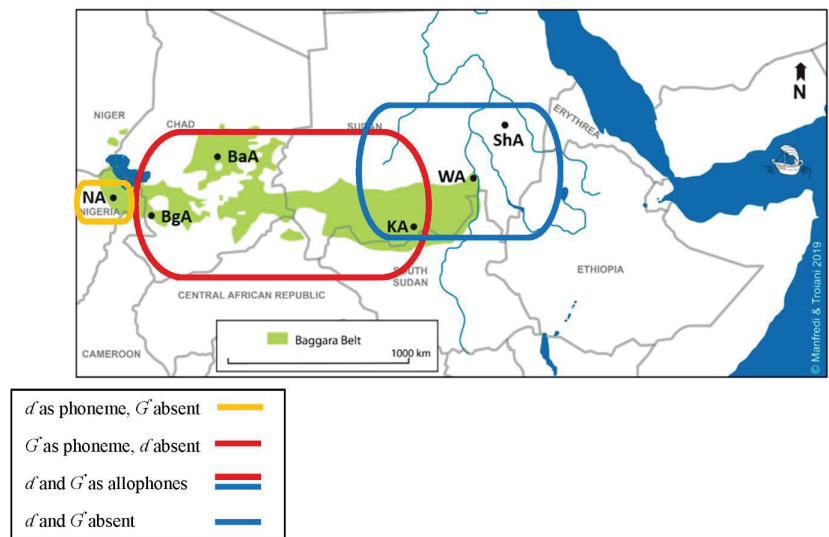 N
NIGER
CHAD
SUDAN
ERYTHREA
ShA
BaA
WA
NA
NIGERIA
BgA
KA
SOUTH
SUDAN
ETHIOPIA
CENTRAL AFRICAN REPUBLIC
Baggara Belt
1000 km
CAMEROON
© Manfredi & Troiani 2019
ɗ as phoneme, ʛ absent
ʛ as phoneme, ɗ absent
ɗ and ʛ as allophones
ɗ and ʛ absent